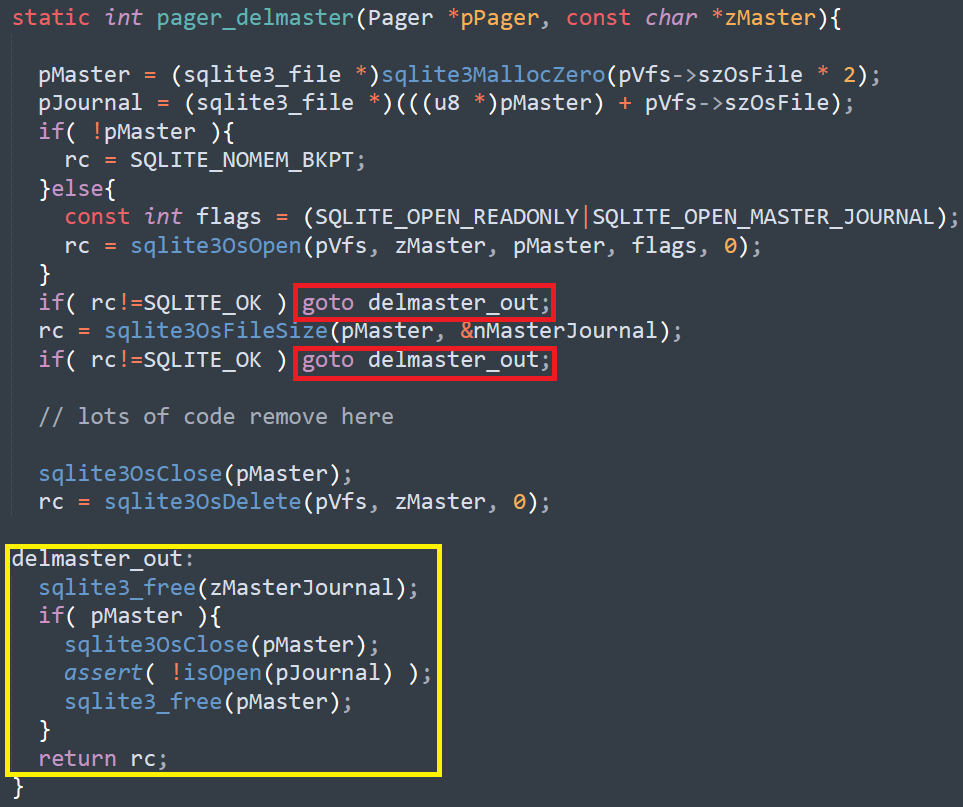 static int pager_delmaster(Pager *pPager, const char *zMaster){
pMaster = (sqlite3_file *)sqlite3MallocZero(pVfs->szOsFile * 2);
pJournal = (sqlite3_file *)(((u8 *)pMaster) + pVfs->szOsFile);
if( !pMaster ){
rc = SQLITE_NOMEM_BKPT;
}else{
const int flags = (SQLITE_OPEN_READONLY|SQLITE_OPEN_MASTER_JOURNAL);
rc = sqlite3OsOpen(pVfs, zMaster, pMaster, flags, 0);
}
if( rc!=SQLITE_OK ) goto delmaster_out;
rc = sqlite3OsFileSize(pMaster, &nMasterJournal);
if( rc!=SQLITE_OK ) goto delmaster_out;
// lots of code remove here
sqlite3OsClose(pMaster);
rc = sqlite3OsDelete(pVfs, zMaster, 0);
delmaster_out:
sqlite3_free(zMasterJournal);
if( pMaster ){
sqlite3OsClose(pMaster);
assert( !isOpen(pJournal) );
sqlite3_free(pMaster);
}
return rc;
}